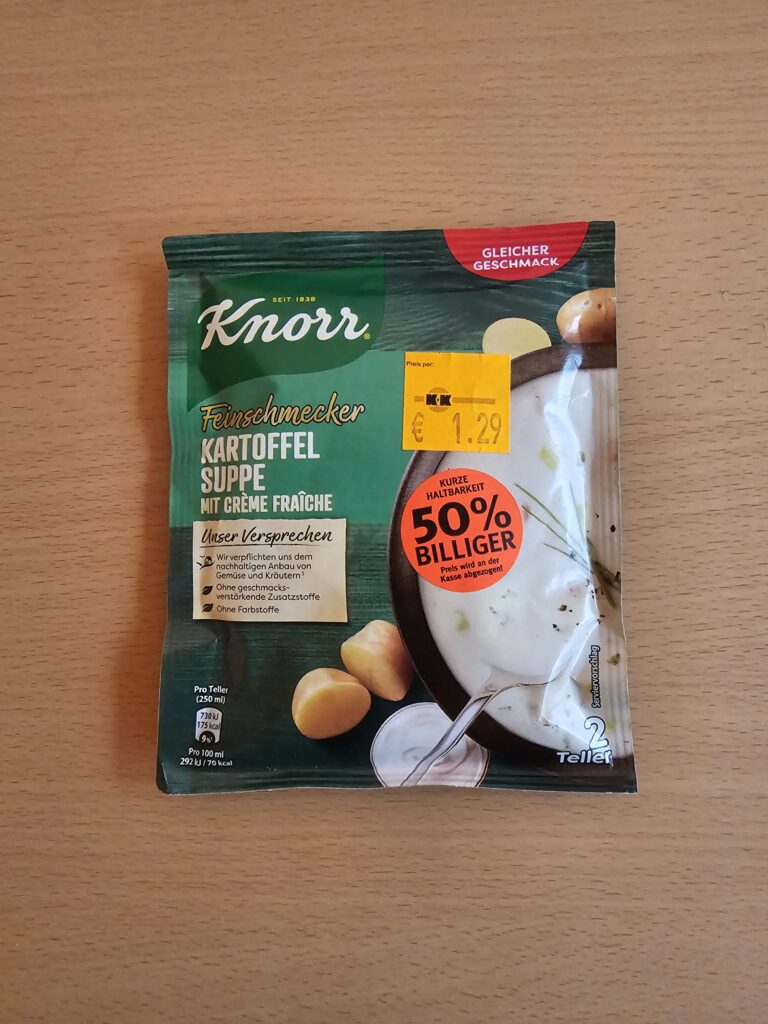 GLEICHER
GESCHMACK
SEIT 1838
Knorr®
Preis per:
K+K
€ 1.29
Feinschmecker
KARTOFFEL
SUPPE
MIT CRÈME FRAÎCHE
KURZE
HALTBARKEIT
50%
BILLIGER
Preis wird an der
Kasse abgezogen!
Unser Versprechen
Wir verpflichten uns dem
nachhaltigen Anbau von
Gemüse und Kräutern³
Ohne geschmacks-
verstärkende Zusatzstoffe
Ohne Farbstoffe
Serviervorschlag
Pro Teller
(250 ml)
730 kJ
175 kcal
9%
Pro 100 ml
292 kJ / 70 kcal
2
Teller